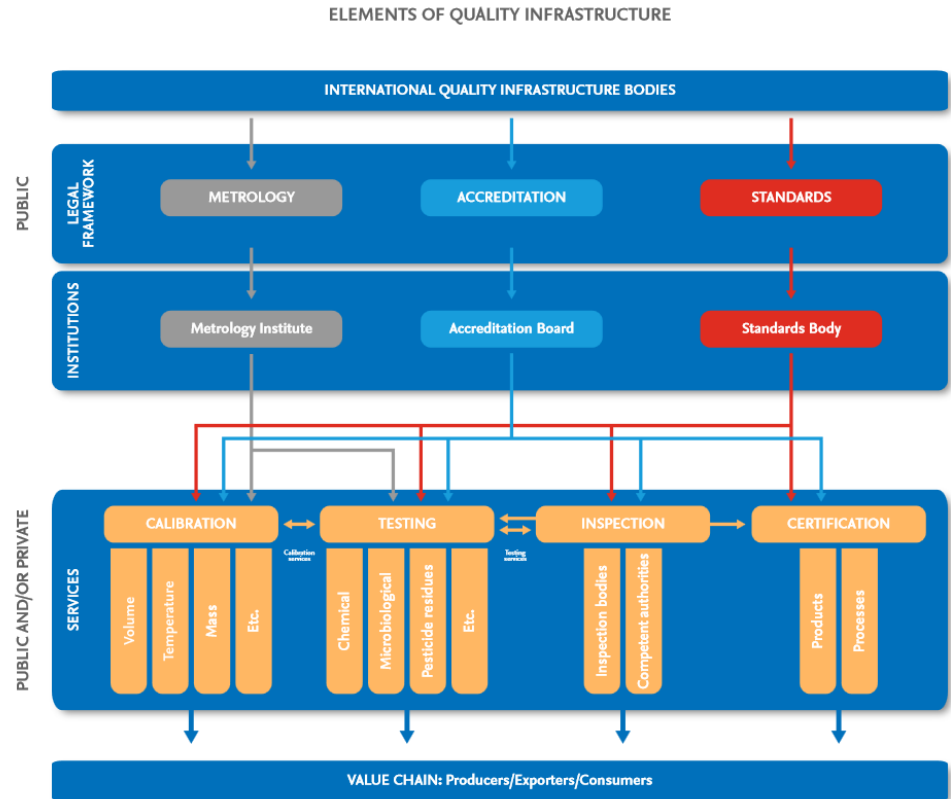 ELEMENTS OF QUALITY INFRASTRUCTURE
INTERNATIONAL QUALITY INFRASTRUCTURE BODIES
PUBLIC
LEGAL
FRAMEWORK
METROLOGY
ACCREDITATION
STANDARDS
INSTITUTIONS
Metrology Institute
Accreditation Board
Standards Body
PUBLIC AND/OR PRIVATE
SERVICES
CALIBRATION
Calibration
services
TESTING
Testing
services
INSPECTION
CERTIFICATION
Volume
Temperature
Mass
Etc.
Chemical
Microbiological
Pesticide residues
Etc.
Inspection bodies
Competent authorities
Products
Processes
VALUE CHAIN: Producers/Exporters/Consumers